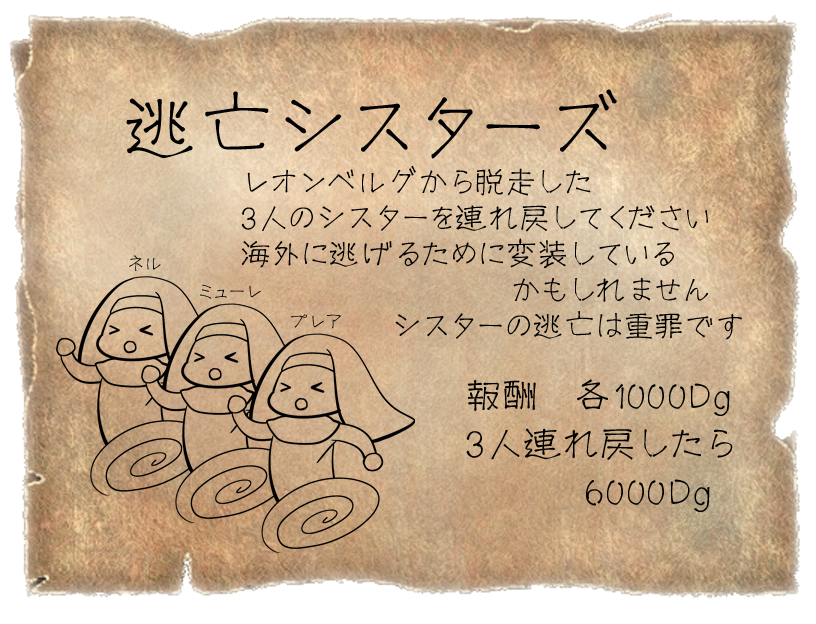 逃亡シスターズ
レオンベルグから脱走した
3人のシスターを連れ戻してください
海外に逃げるために変装している
かもしれません
シスターの逃亡は重罪です
ネル
ミューレ
プレア
報酬　各1000Dg
3人連れ戻したら
6000Dg